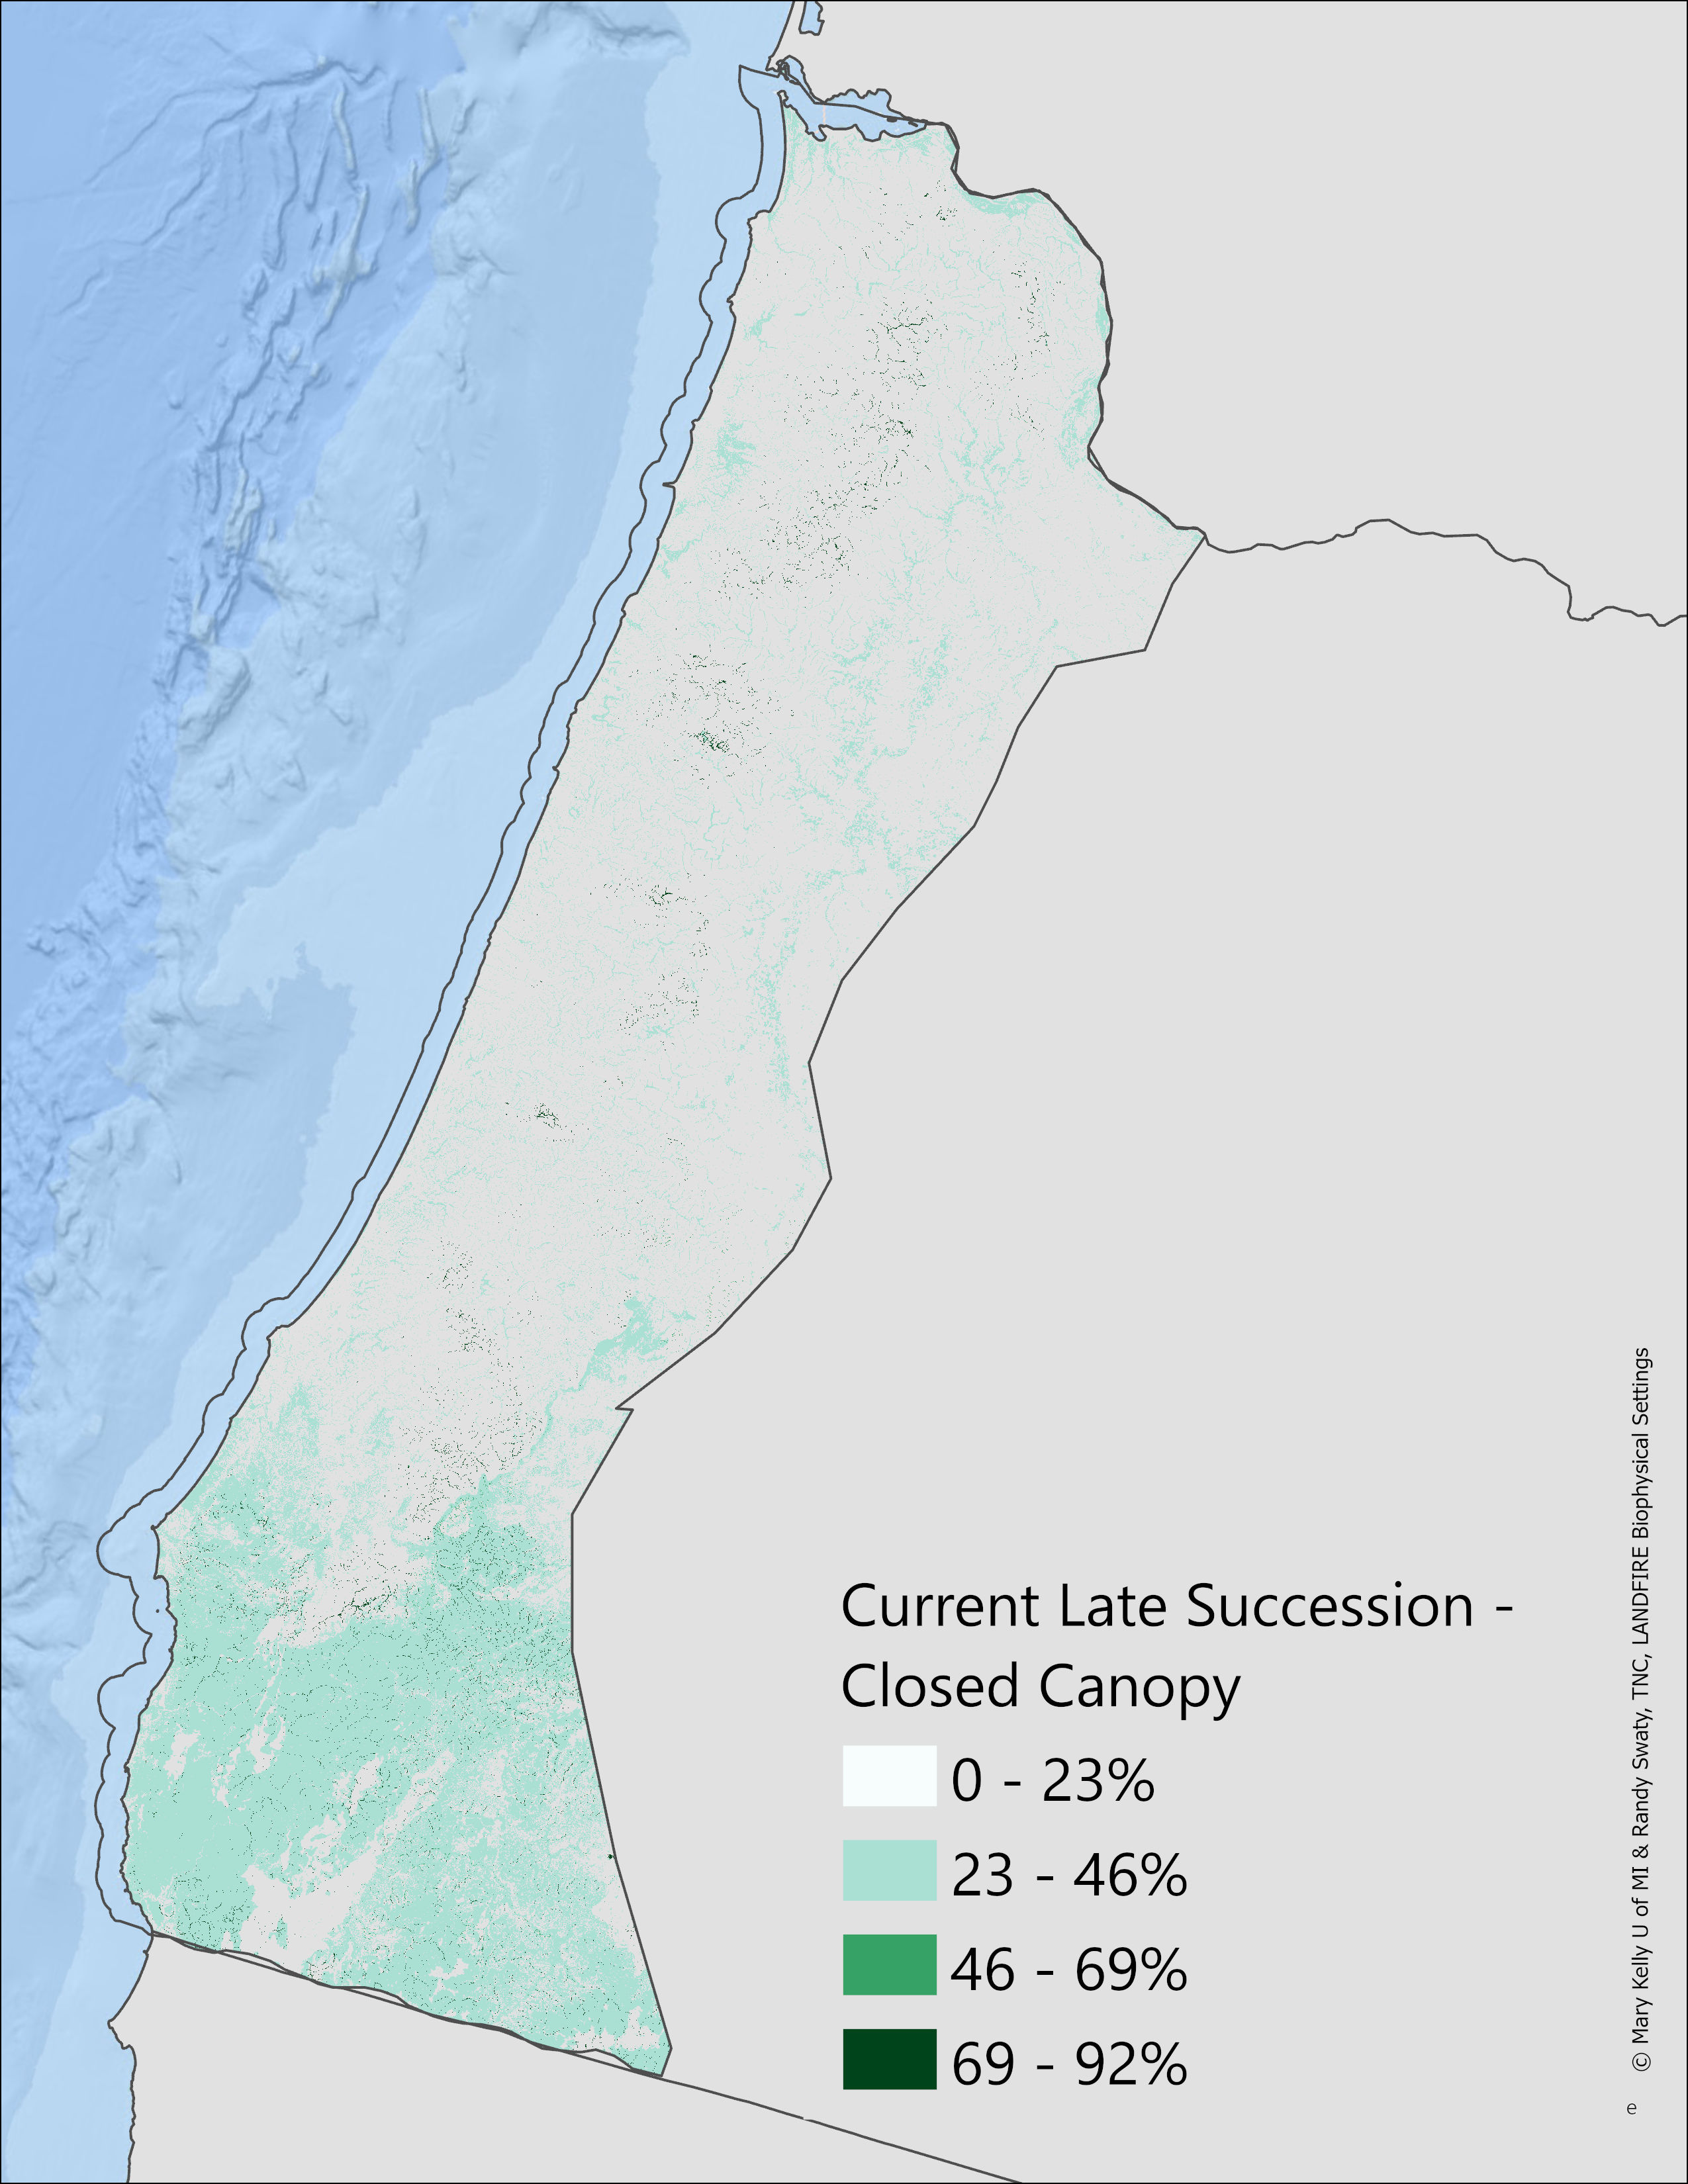 Current Late Succession -
Closed Canopy
0 - 23%
23 - 46%
46 - 69%
69 - 92%
© Mary Kelly U of MI & Randy Swaty, TNC, LANDFIRE Biophysical Settings
e